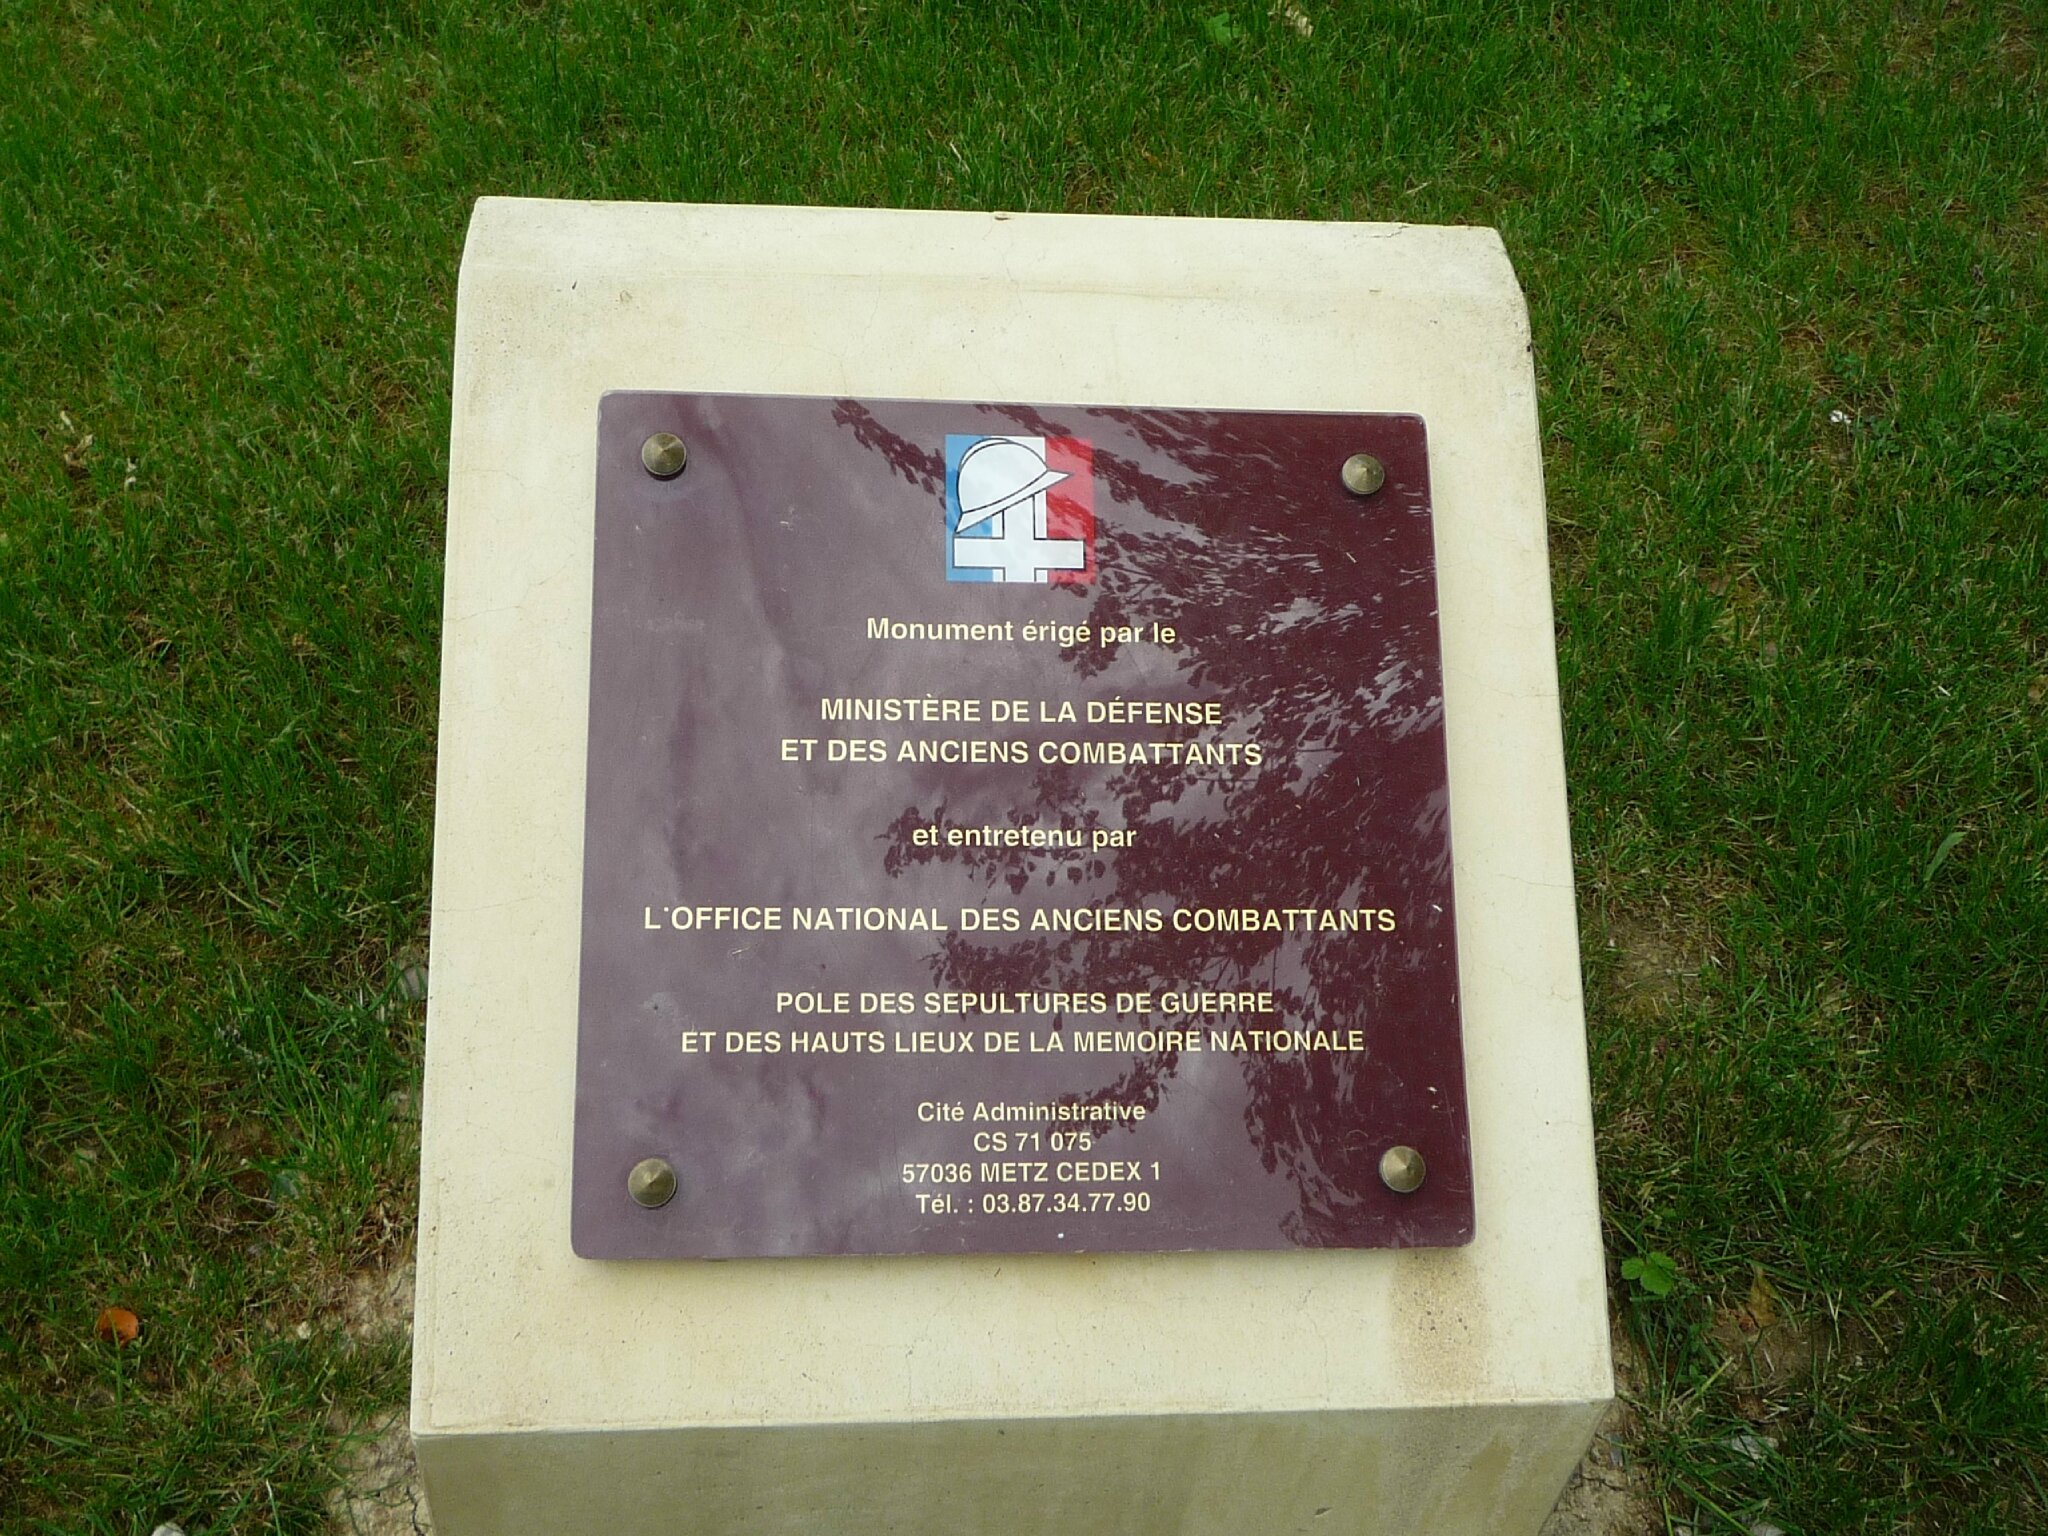 Monument érigé par le
MINISTÈRE DE LA DÉFENSE
ET DES ANCIENS COMBATTANTS
et entretenu par
L'OFFICE NATIONAL DES ANCIENS COMBATTANTS
POLE DES SEPULTURES DE GUERRE
ET DES HAUTS LIEUX DE LA MEMOIRE NATIONALE
Cité Administrative
CS 71 075
57036 METZ CEDEX 1
Tél. : 03.87.34.77.90